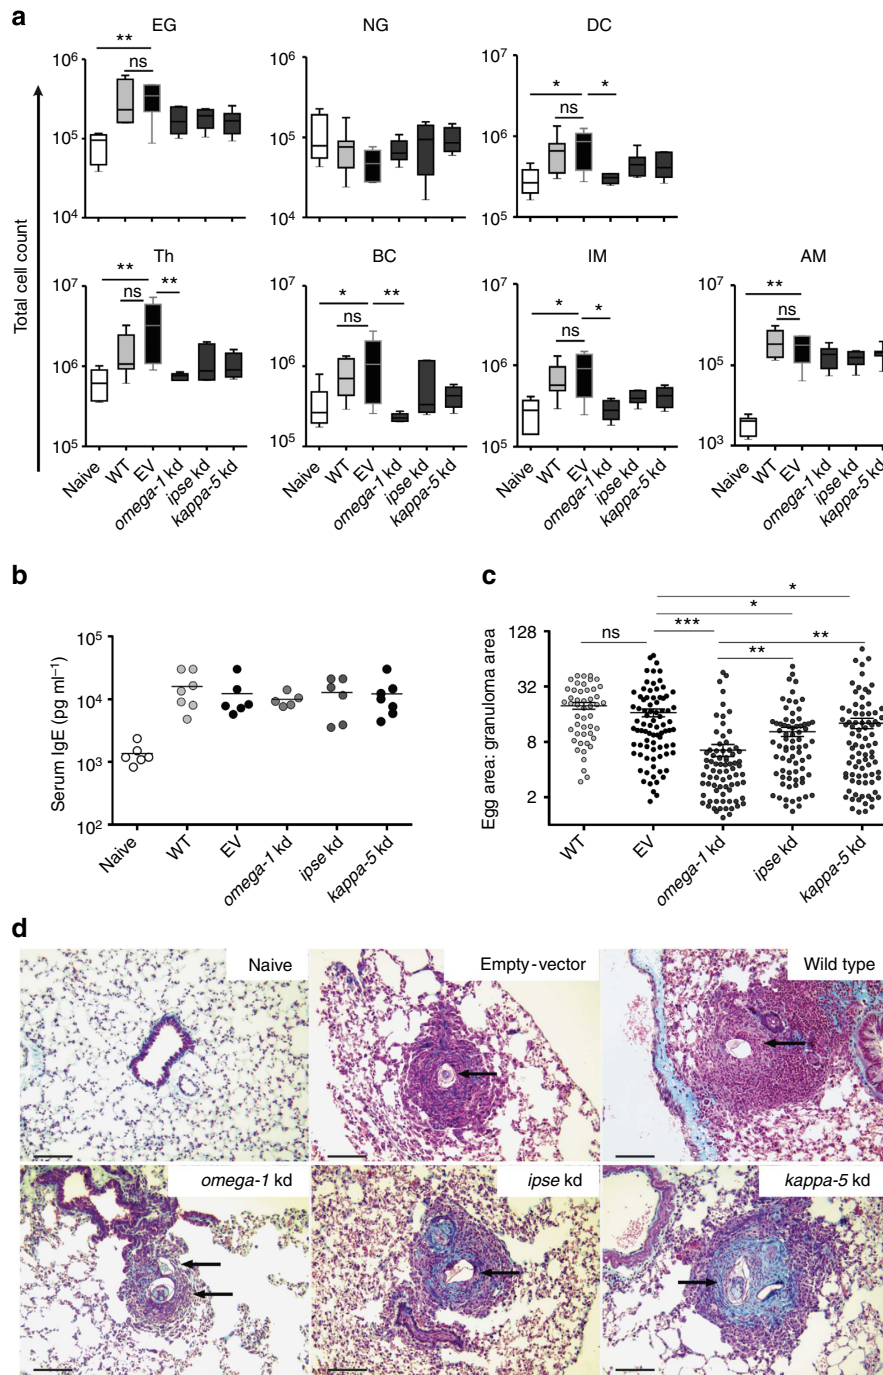 a
EG
NG
DC
Total cell count
10⁶
10⁵
10⁴
**
ns
10⁶
10⁵
10⁴
10⁷
10⁶
10⁵
*
ns
*
Th
BC
IM
AM
10⁷
10⁶
10⁵
**
ns
**
Naive
WT
EV
omega-1 kd
ipse kd
kappa-5 kd
10⁷
10⁶
10⁵
*
ns
**
Naive
WT
EV
omega-1 kd
ipse kd
kappa-5 kd
10⁷
10⁶
10⁵
*
ns
*
Naive
WT
EV
omega-1 kd
ipse kd
kappa-5 kd
10⁷
10⁵
10³
**
ns
Naive
WT
EV
omega-1 kd
ipse kd
kappa-5 kd
b
Serum IgE (pg ml⁻¹)
10⁵
10⁴
10³
10²
Naive
WT
EV
omega-1 kd
ipse kd
kappa-5 kd
c
Egg area: granuloma area
128
32
8
2
ns
***
*
*
**
**
WT
EV
omega-1 kd
ipse kd
kappa-5 kd
d
Naive
Empty-vector
Wild type
omega-1 kd
ipse kd
kappa-5 kd